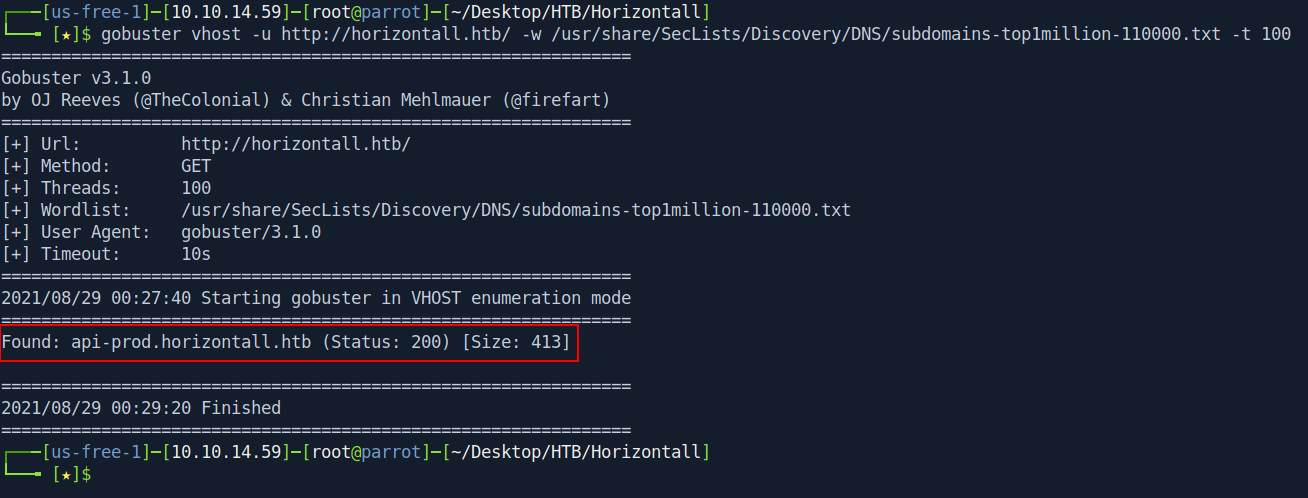 ┌──[us-free-1]─[10.10.14.59]─[root@parrot]─[~/Desktop/HTB/Horizontall]
└──╼ [★]$ gobuster vhost -u http://horizontall.htb/ -w /usr/share/SecLists/Discovery/DNS/subdomains-top1million-110000.txt -t 100
===============================================================
Gobuster v3.1.0
by OJ Reeves (@TheColonial) & Christian Mehlmauer (@firefart)
===============================================================
[+] Url:          http://horizontall.htb/
[+] Method:       GET
[+] Threads:      100
[+] Wordlist:     /usr/share/SecLists/Discovery/DNS/subdomains-top1million-110000.txt
[+] User Agent:   gobuster/3.1.0
[+] Timeout:      10s
===============================================================
2021/08/29 00:27:40 Starting gobuster in VHOST enumeration mode
===============================================================
Found: api-prod.horizontall.htb (Status: 200) [Size: 413]
===============================================================
2021/08/29 00:29:20 Finished
===============================================================
┌──[us-free-1]─[10.10.14.59]─[root@parrot]─[~/Desktop/HTB/Horizontall]
└──╼ [★]$